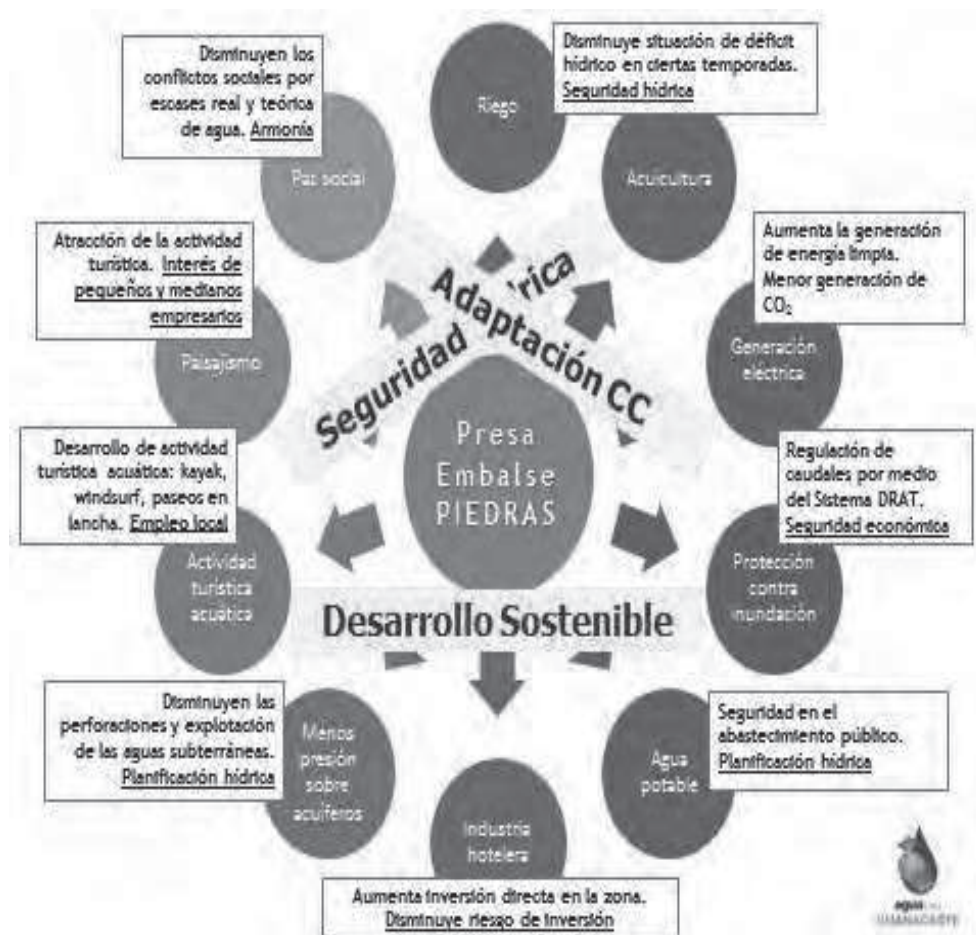 Disminuyen los
conflictos sociales por
escases real y teórica
de agua. Armonía
Disminuye situación de déficit
hídrico en ciertas temporadas.
Seguridad hídrica
Riego
Paz social
Acuicultura
Atracción de la actividad
turística. Interés de
pequeños y medianos
empresarios
Aumenta la generación
de energía limpia.
Menor generación de
CO₂
Paisajismo
Generación
eléctrica
Seguridad rica
Adaptación CC
Presa
Embalse
PIEDRAS
Desarrollo de actividad
turística acuática: kayak,
windsurf, paseos en
lancha. Empleo local
Regulación de
caudales por medio
del Sistema DRAT.
Seguridad económica
Actividad
turística
acuática
Protección
contra
inundación
Desarrollo Sostenible
Disminuyen las
perforaciones y explotación
de las aguas subterráneas.
Planificación hídrica
Seguridad en el
abastecimiento público.
Planificación hídrica
Menos
presión
sobre
acuíferos
Agua
potable
Industria
hotelera
Aumenta inversión directa en la zona.
Disminuye riesgo de inversión
agua
GUANACASTE